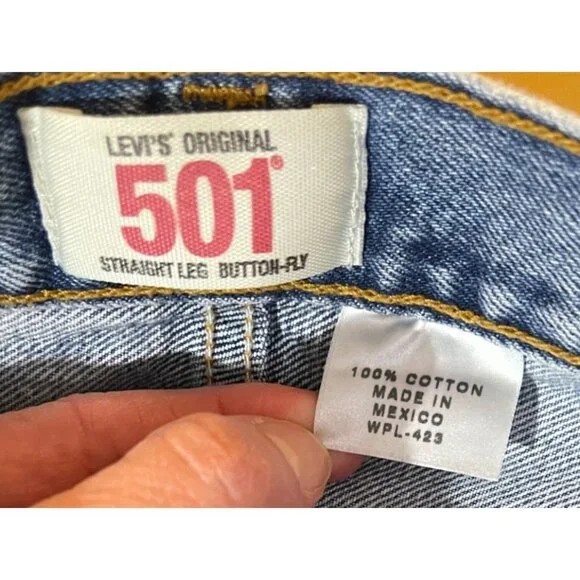 LEVI'S® ORIGINAL
501®
STRAIGHT LEG BUTTON-FLY
100% COTTON
MADE IN
MEXICO
WPL-423